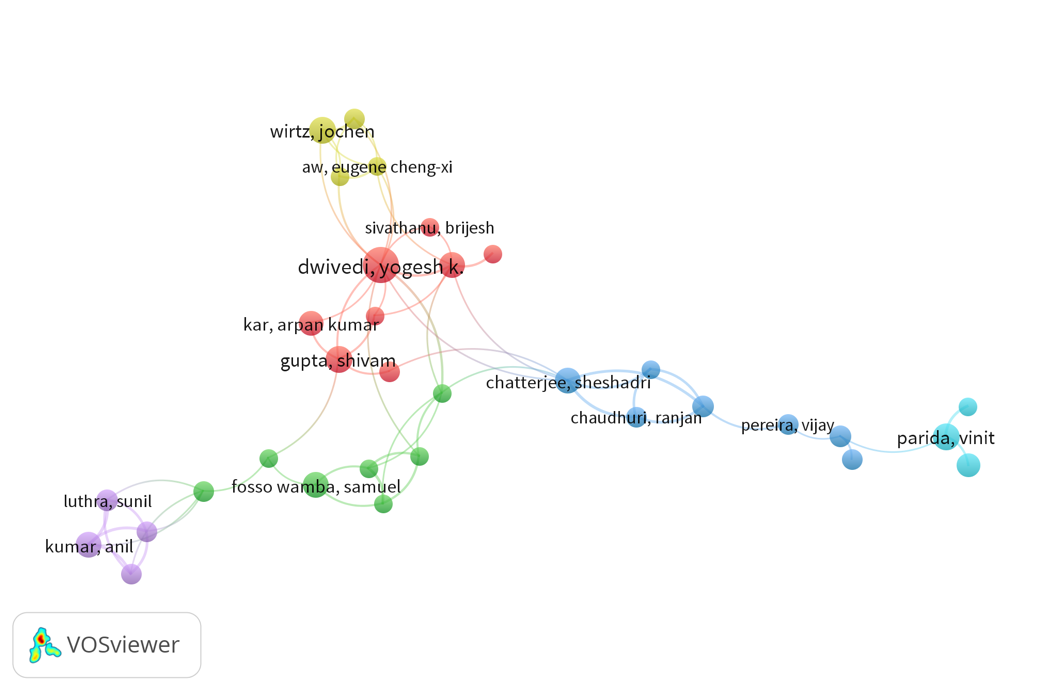 wirtz, jochen
aw, eugene cheng-xi
sivathanu, brijesh
dwivedi, yogesh k.
kar, arpan kumar
gupta, shivam
chatterjee, sheshadri
chaudhuri, ranjan
pereira, vijay
parida, vinit
fosso wamba, samuel
luthra, sunil
kumar, anil
VOSviewer